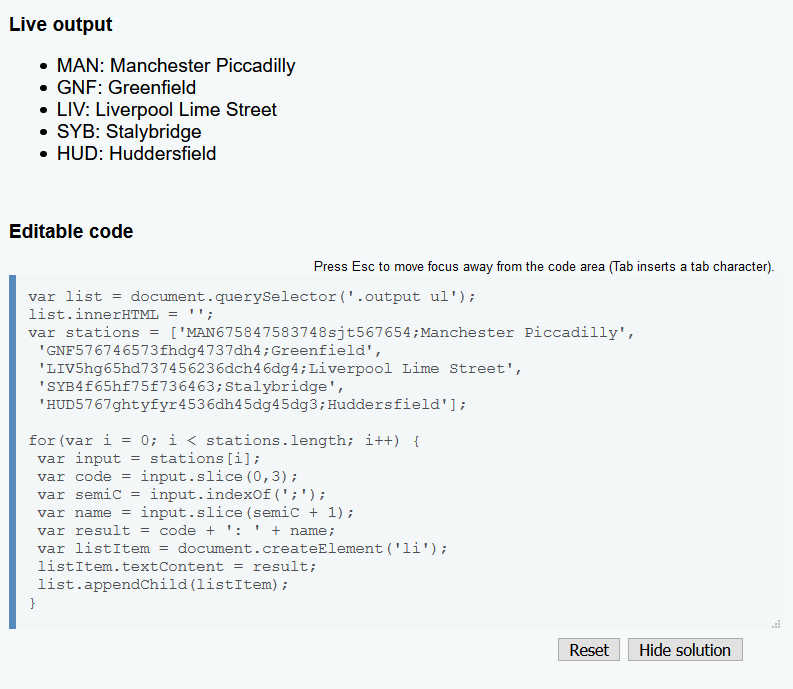 Live output
MAN: Manchester Piccadilly
GNF: Greenfield
LIV: Liverpool Lime Street
SYB: Stalybridge
HUD: Huddersfield
Editable code
Press Esc to move focus away from the code area (Tab inserts a tab character).
var list = document.querySelector('.output ul');
list.innerHTML = '';
var stations = ['MAN675847583748sjt567654;Manchester Piccadilly',
 'GNF576746573fhdg4737dh4;Greenfield',
 'LIV5hg65hd737456236dch46dg4;Liverpool Lime Street',
 'SYB4f65hf75f736463;Stalybridge',
 'HUD5767ghtyfyr4536dh45dg45dg3;Huddersfield'];
for(var i = 0; i < stations.length; i++) {
 var input = stations[i];
 var code = input.slice(0,3);
 var semiC = input.indexOf(';');
 var name = input.slice(semiC + 1);
 var result = code + ': ' + name;
 var listItem = document.createElement('li');
 listItem.textContent = result;
 list.appendChild(listItem);
}
Reset
Hide solution